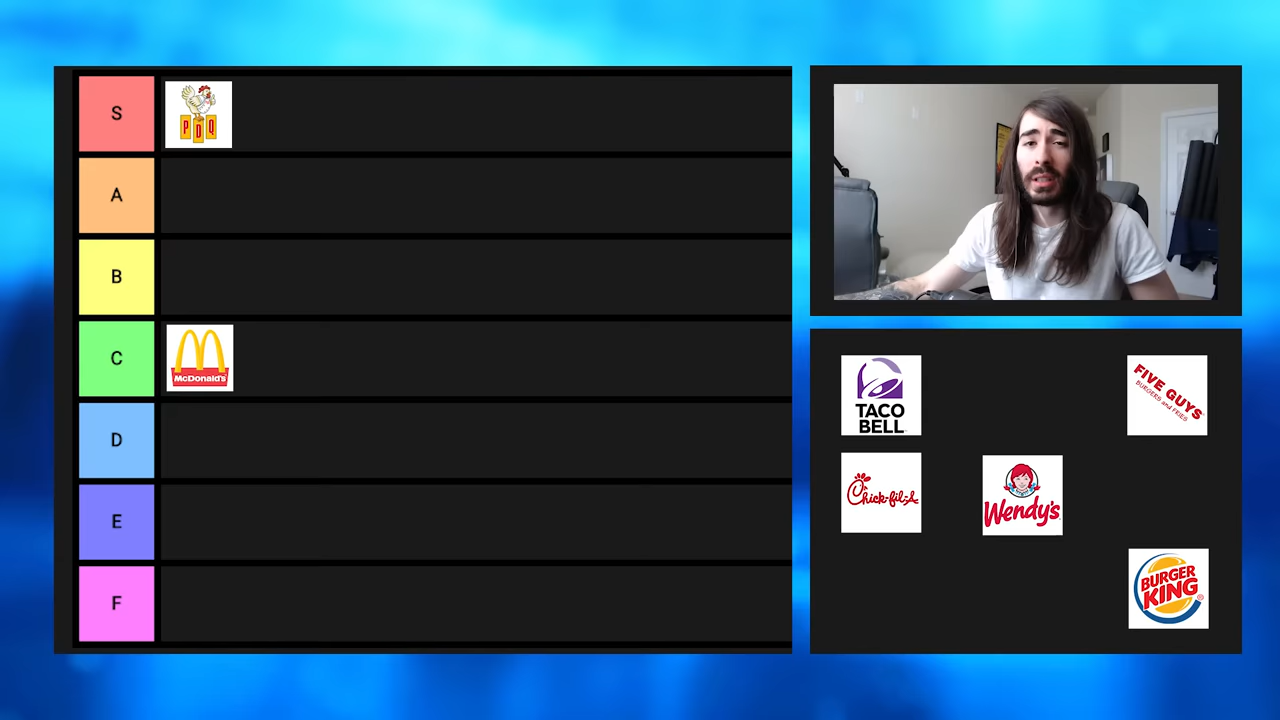 S
PDQ
A
B
C
McDonald's
D
E
F
TACO
BELL
FIVE GUYS
BURGERS and FRIES
Chick-fil-A
Wendy's
BURGER
KING